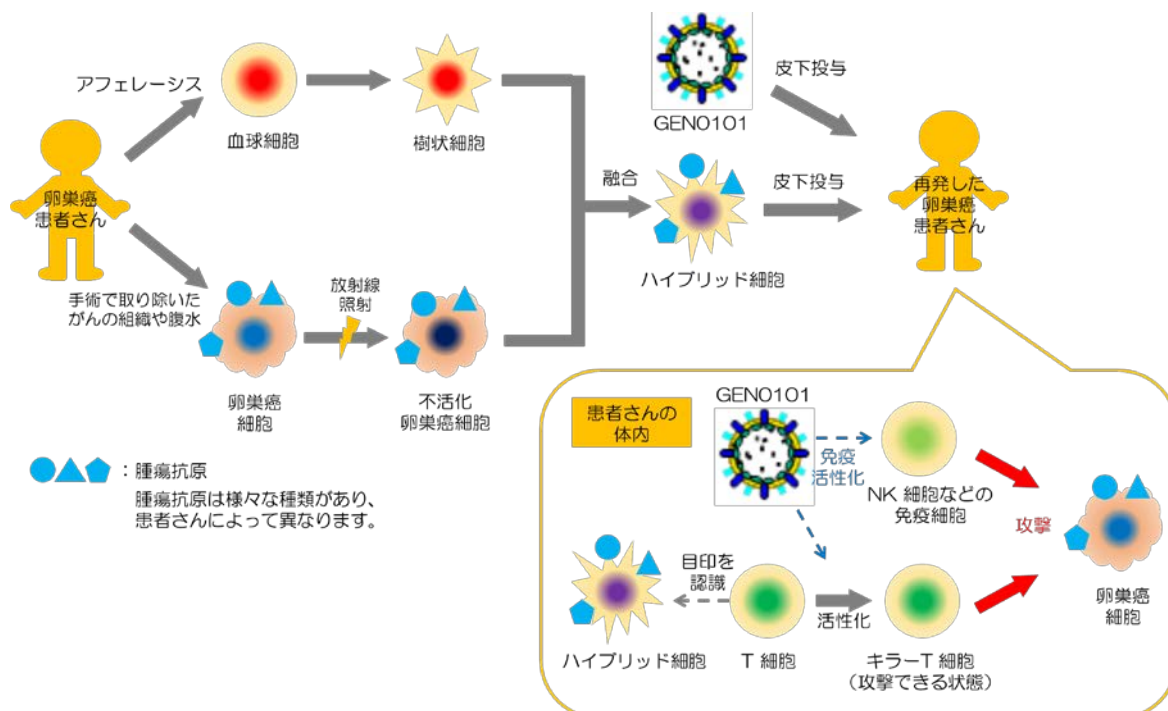 アフェレーシス
血球細胞
樹状細胞
GEN0101
皮下投与
卵巣癌
患者さん
融合
ハイブリッド細胞
皮下投与
再発した
卵巣癌
患者さん
手術で取り除いた
がんの組織や腹水
放射線
照射
卵巣癌
細胞
不活化
卵巣癌細胞
：腫瘍抗原
腫瘍抗原は様々な種類があり、
患者さんによって異なります。
患者さんの
体内
GEN0101
免疫
活性化
NK 細胞などの
免疫細胞
攻撃
卵巣癌
細胞
目印を
認識
活性化
ハイブリッド細胞
T 細胞
キラーT 細胞
（攻撃できる状態）